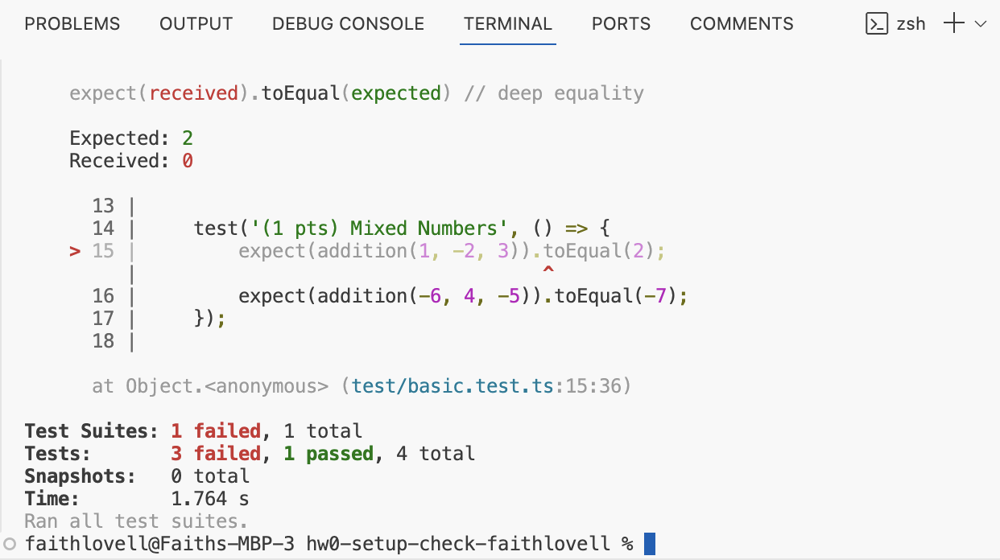 PROBLEMS OUTPUT DEBUG CONSOLE TERMINAL PORTS COMMENTS zsh
expect(received).toEqual(expected) // deep equality
Expected: 2
Received: 0
13 |
14 | test('(1 pts) Mixed Numbers', () => {
> 15 | expect(addition(1, -2, 3)).toEqual(2);
| ^
16 | expect(addition(-6, 4, -5)).toEqual(-7);
17 | });
18 |
at Object.<anonymous> (test/basic.test.ts:15:36)
Test Suites: 1 failed, 1 total
Tests: 3 failed, 1 passed, 4 total
Snapshots: 0 total
Time: 1.764 s
Ran all test suites.
faithlovell@Faiths-MBP-3 hw0-setup-check-faithlovell %